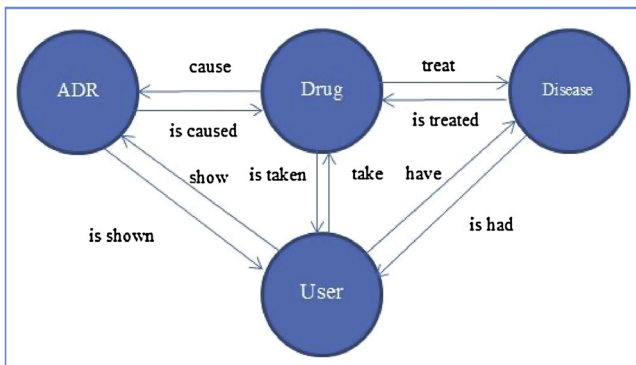 cause
treat
ADR
Drug
Disease
is caused
is treated
show
is taken
take
have
is shown
is had
User